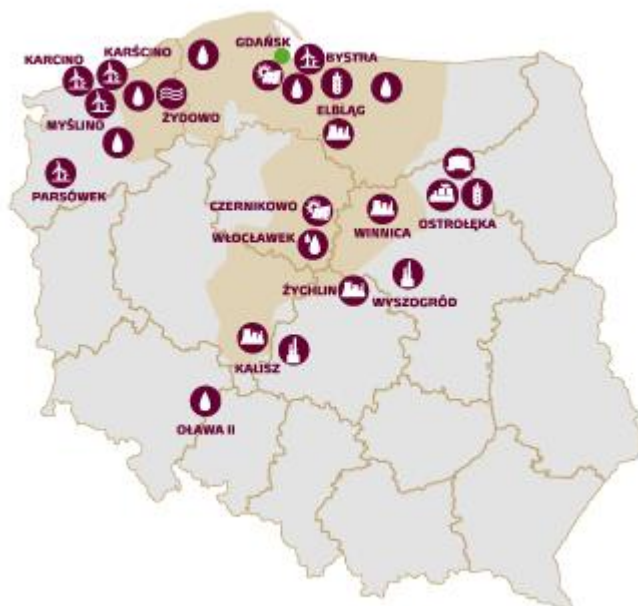 GDAŃSK
KARŚCINO
KARCINO
BYSTRA
MYŚLINO
ŻYDOWO
ELBLĄG
PARSÓWEK
CZERNIKOWO
WINNICA
OSTROŁĘKA
WŁOCŁAWEK
ŻYCHLIN
WYSZOGRÓD
KALISZ
OŁAWA II